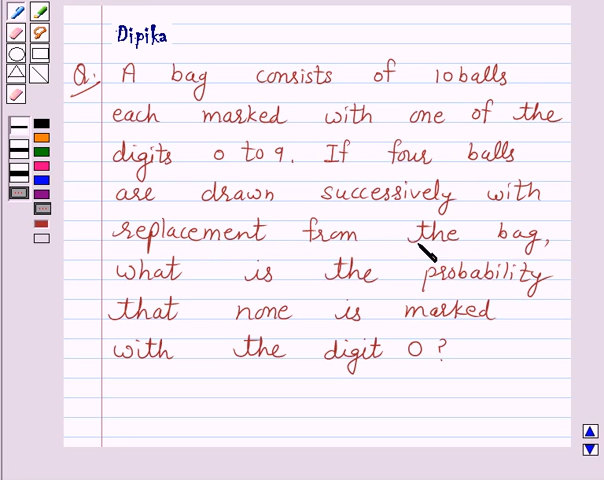 Dipika
Q. A bag consists of 10 balls
each marked with one of the
digits 0 to 9. If four balls
are drawn successively with
replacement from the bag,
what is the probability
that none is marked
with the digit 0?